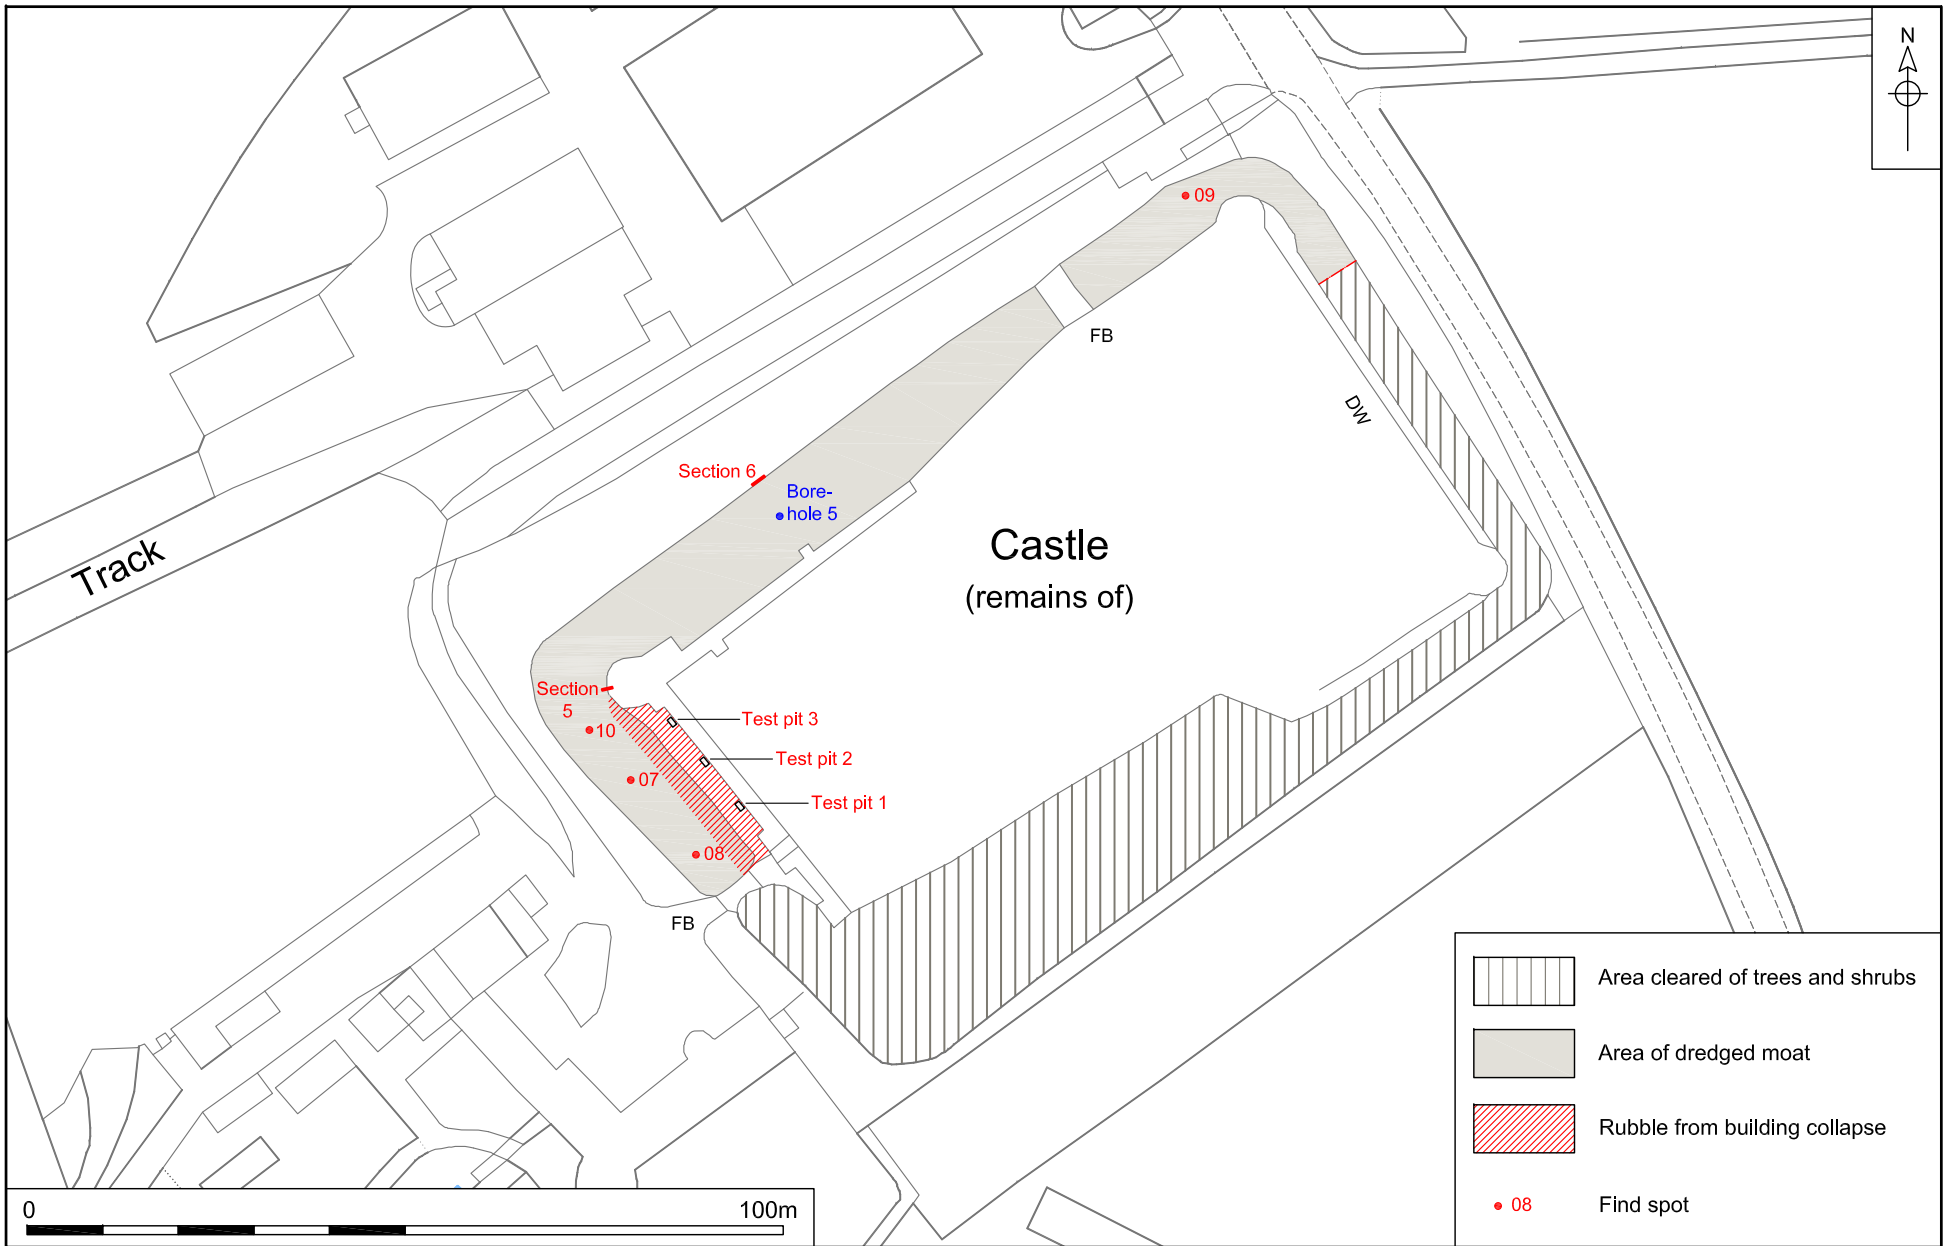 N
09
FB
DW
Section 6
Bore-
hole 5
Castle
(remains of)
Track
Section
5
10
Test pit 3
Test pit 2
07
Test pit 1
08
FB
Area cleared of trees and shrubs
Area of dredged moat
Rubble from building collapse
08
Find spot
0
100m